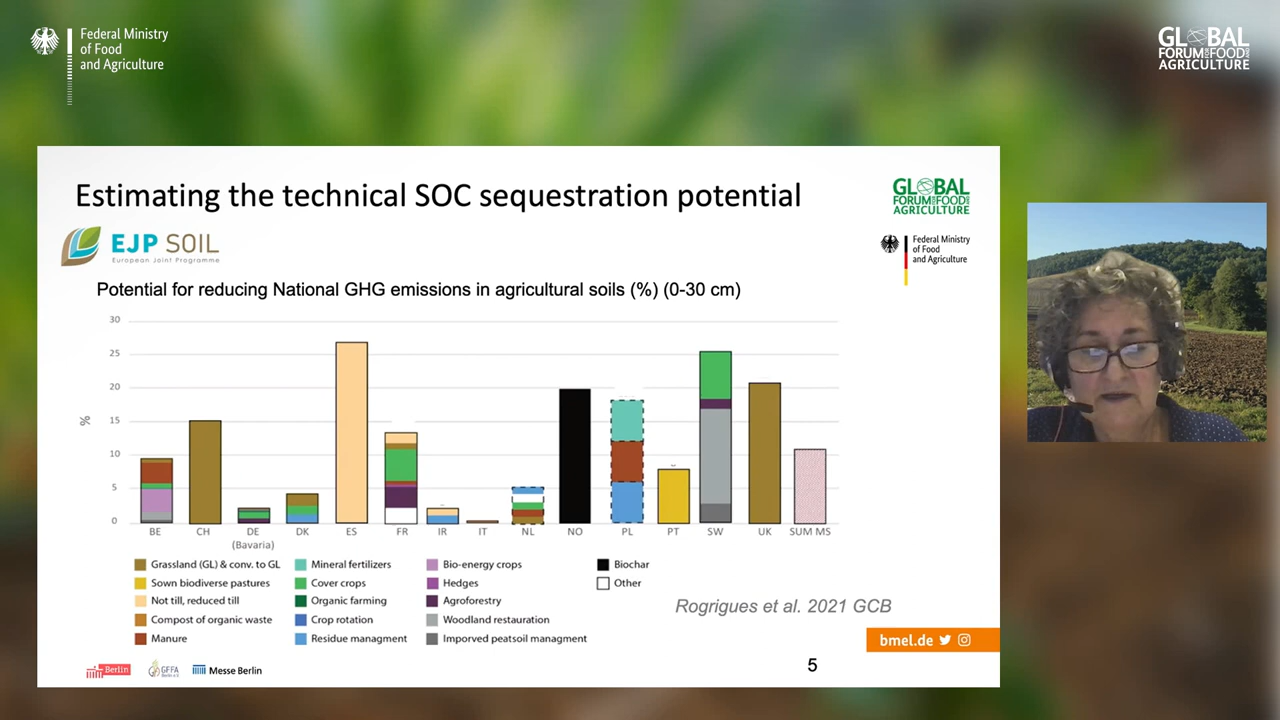 Federal Ministry
of Food
and Agriculture
GLOBAL
FORUM FOR FOOD AND
AGRICULTURE
Estimating the technical SOC sequestration potential
GLOBAL
FORUM FOR FOOD AND
AGRICULTURE
EJP SOIL
European Joint Programme
Federal Ministry
of Food
and Agriculture
Potential for reducing National GHG emissions in agricultural soils (%) (0-30 cm)
30
25
20
15
10
5
0
%
BE CH DE DK ES FR IR IT NL NO PL PT SW UK SUM MS
(Bavaria)
Grassland (GL) & conv. to GL Mineral fertilizers Bio-energy crops Biochar
Sown biodiverse pastures Cover crops Hedges Other
Not till, reduced till Organic farming Agroforestry
Compost of organic waste Crop rotation Woodland restauration
Manure Residue managment Imporved peatsoil managment
Rogrigues et al. 2021 GCB
bmel.de
Berlin GFFA Messe Berlin
5